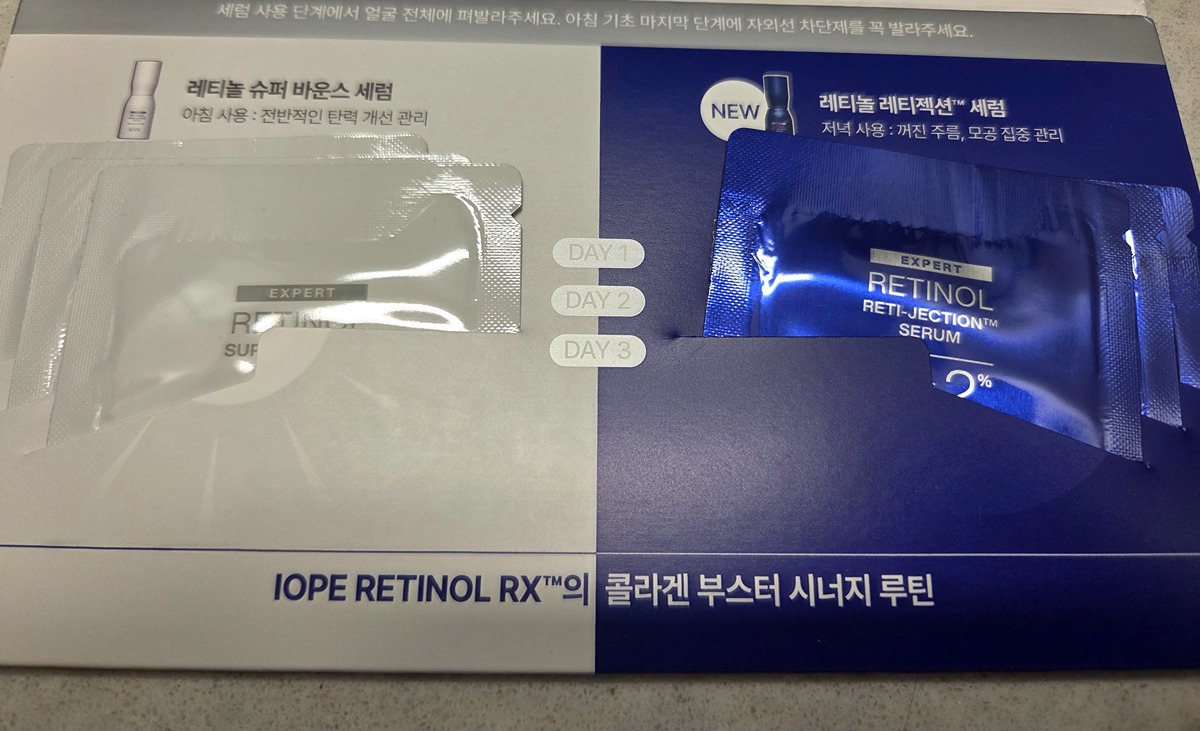 세럼 사용 단계에서 얼굴 전체에 펴발라주세요. 아침 기초 마지막 단계에 자외선 차단제를 꼭 발라주세요.
레티놀 슈퍼 바운스 세럼
아침 사용 : 전반적인 탄력 개선 관리
NEW
레티놀 레티젝션™ 세럼
저녁 사용 : 꺼진 주름, 모공 집중 관리
EXPERT
RETINOL
SUP
DAY 1
DAY 2
DAY 3
EXPERT
RETINOL
RETI-JECTION™
SERUM
2%
IOPE RETINOL RX™의 콜라겐 부스터 시너지 루틴